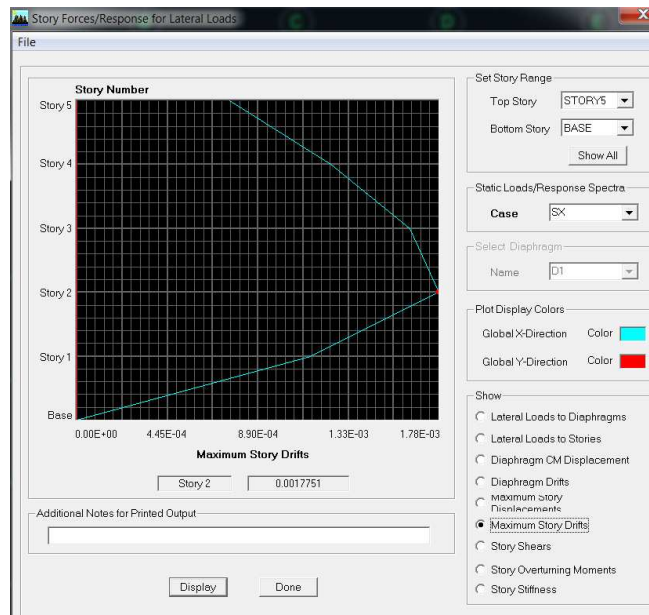 Story Forces/Response for Lateral Loads
File
Story Number
Story 5
Story 4
Story 3
Story 2
Story 1
Base
0.00E+00 4.45E-04 8.90E-04 1.33E-03 1.78E-03
Maximum Story Drifts
Story 2 0.0017751
Additional Notes for Printed Output
Display Done
Set Story Range
Top Story STORY5
Bottom Story BASE
Show All
Static Loads/Response Spectra
Case SX
Select Diaphragm
Name D1
Plot Display Colors
Global X-Direction Color
Global Y-Direction Color
Show
Lateral Loads to Diaphragms
Lateral Loads to Stories
Diaphragm CM Displacement
Diaphragm Drifts
Maximum Story
Displacements
Maximum Story Drifts
Story Shears
Story Overturning Moments
Story Stiffness